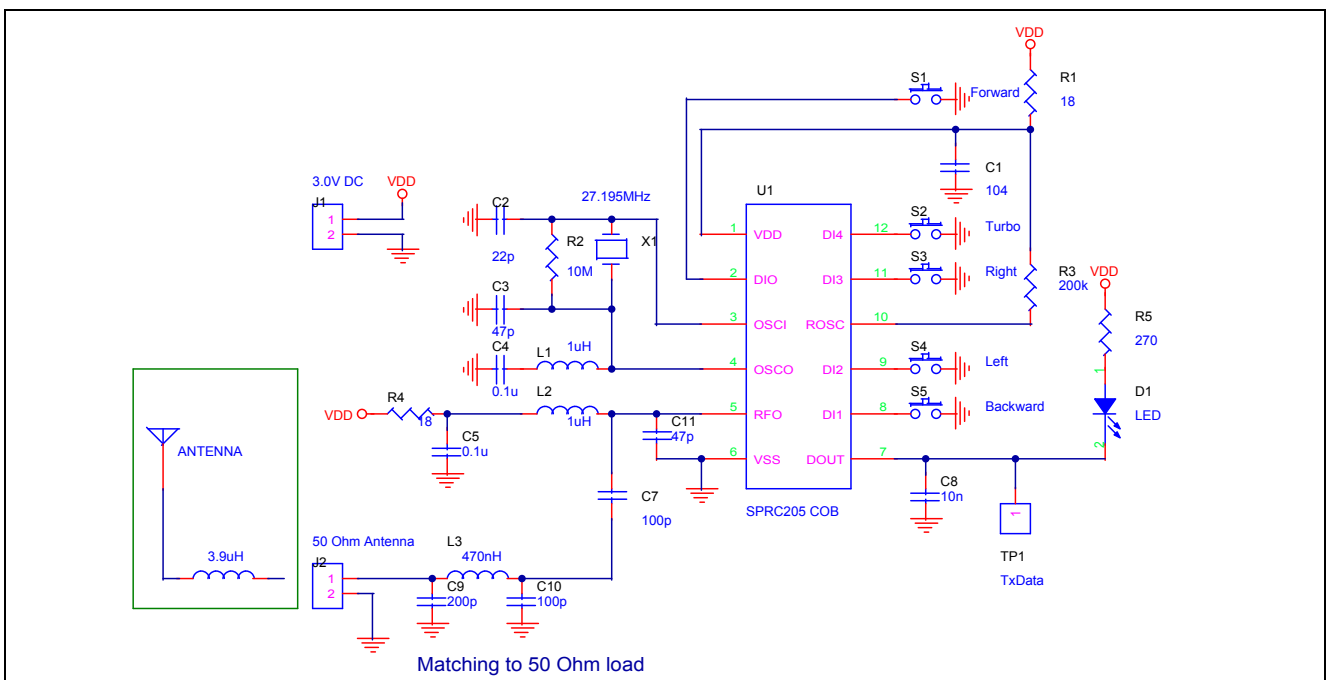 VDD
S1
Forward
R1
18
C1
104
3.0V DC
VDD
J1
1
2
C2
22p
R2
10M
27.195MHz
X1
C3
47p
C4
0.1u
L1
1uH
L2
1uH
R4
18
VDD
C5
0.1u
C11
47p
C7
100p
U1
1
VDD
DI4
12
2
DIO
DI3
11
3
OSCI
ROSC
10
4
OSCO
DI2
9
5
RFO
DI1
8
6
VSS
DOUT
7
SPRC205 COB
S2
Turbo
S3
Right
R3
200k
VDD
R5
270
S4
Left
S5
Backward
1
D1
LED
2
C8
10n
1
TP1
TxData
ANTENNA
3.9uH
50 Ohm Antenna
J2
1
2
L3
470nH
C9
200p
C10
100p
Matching to 50 Ohm load